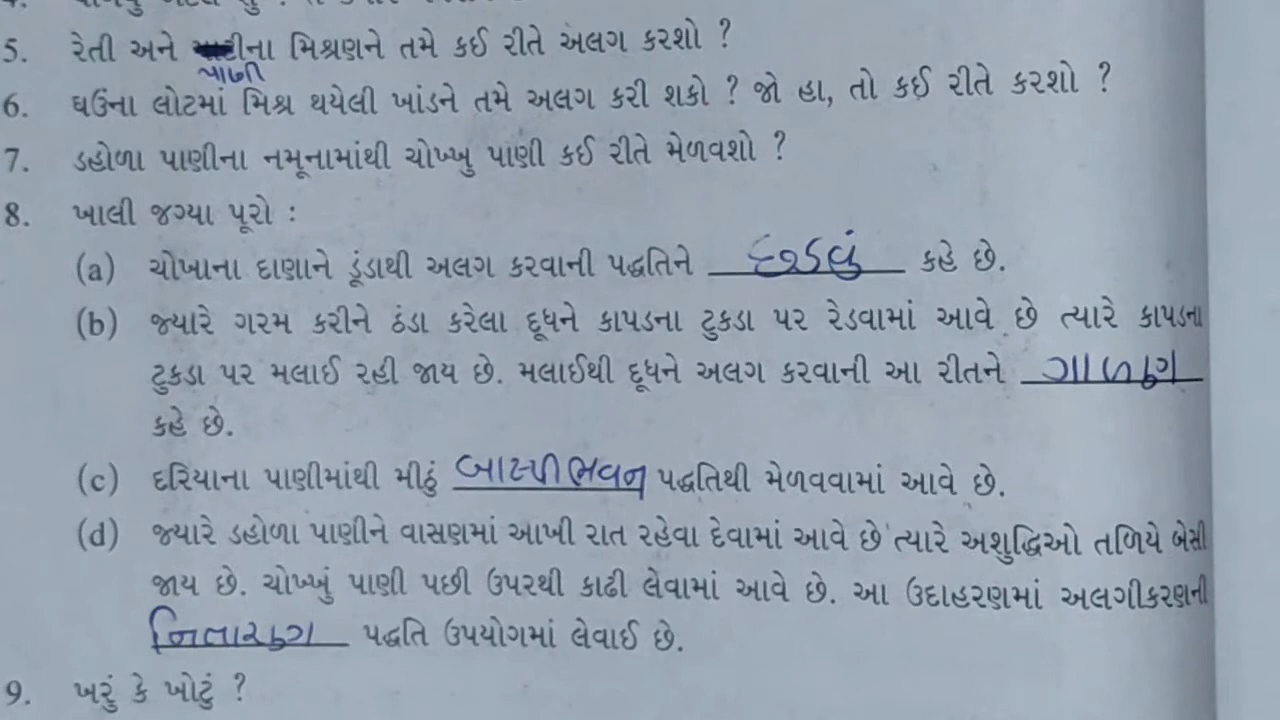 5. રેતી અને ટીના મિશ્રણને તમે કઈ રીતે અલગ કરશો ?
પાણી
6. ઘઉંના લોટમાં મિશ્ર થયેલી ખાંડને તમે અલગ કરી શકો ? જો હા, તો કઈ રીતે કરશો ?
7. ડહોળા પાણીના નમૂનામાંથી ચોખ્ખુ પાણી કઈ રીતે મેળવશો ?
8. ખાલી જગ્યા પૂરો :
(a) ચોખાના દાણાને ડૂંડાથી અલગ કરવાની પદ્ધતિને છડવું કહે છે.
(b) જ્યારે ગરમ કરીને ઠંડા કરેલા દૂધને કાપડના ટુકડા પર રેડવામાં આવે છે ત્યારે કાપડના
ટુકડા પર મલાઈ રહી જાય છે. મલાઈથી દૂધને અલગ કરવાની આ રીતને ગાળણ
કહે છે.
(c) દરિયાના પાણીમાંથી મીઠું બાષ્પીભવન પદ્ધતિથી મેળવવામાં આવે છે.
(d) જ્યારે ડહોળા પાણીને વાસણમાં આખી રાત રહેવા દેવામાં આવે છે ત્યારે અશુદ્ધિઓ તળિયે બેસી
જાય છે. ચોખ્ખું પાણી પછી ઉપરથી કાઢી લેવામાં આવે છે. આ ઉદાહરણમાં અલગીકરણની
નિતારણ પદ્ધતિ ઉપયોગમાં લેવાઈ છે.
9. ખરું કે ખોટું ?